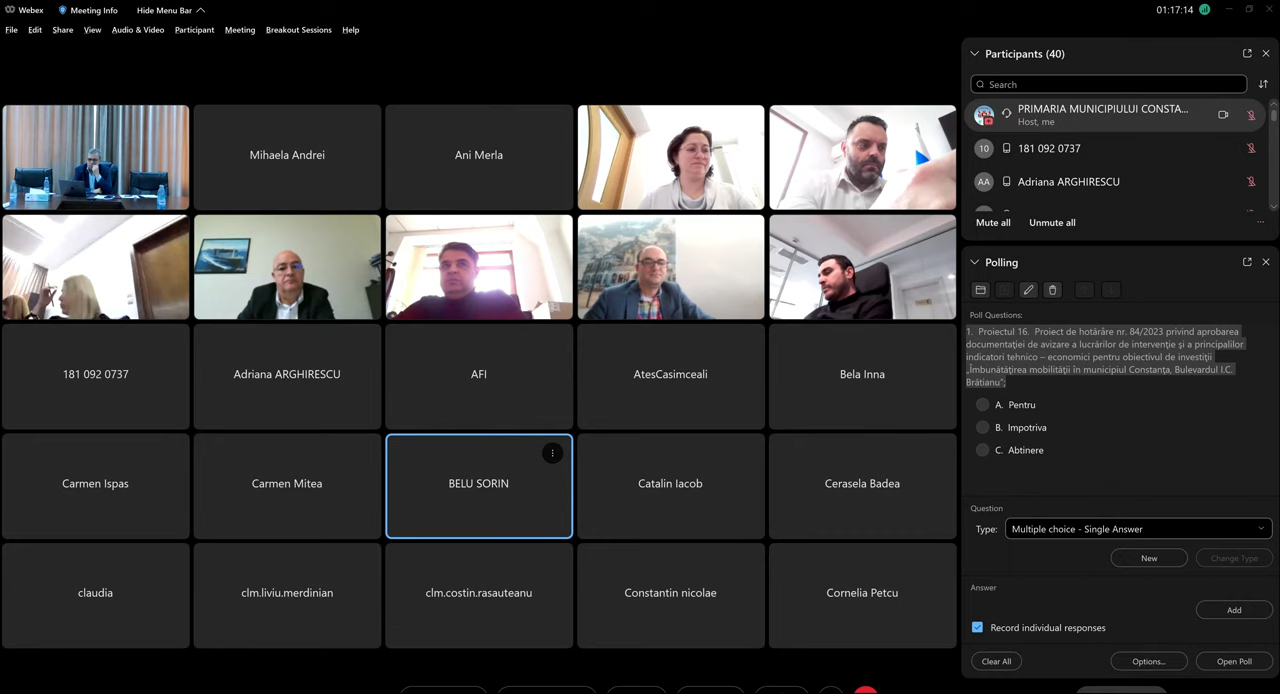 Webex
Meeting Info
Hide Menu Bar
01:17:14
File Edit Share View Audio & Video Participant Meeting Breakout Sessions Help
Mihaela Andrei
Ani Merla
181 092 0737
Adriana ARGHIRESCU
AFI
AtesCasimceali
Bela Inna
Carmen Ispas
Carmen Mitea
BELU SORIN
Catalin Iacob
Cerasela Badea
claudia
clm.liviu.merdinian
clm.costin.rasauteanu
Constantin nicolae
Cornelia Petcu
Participants (40)
Search
PRIMARIA MUNICIPIULUI CONSTA...
Host, me
10 181 092 0737
AA Adriana ARGHIRESCU
Mute all Unmute all
Polling
Poll Questions:
1. Proiectul 16. Proiect de hotărâre nr. 84/2023 privind aprobarea
documentației de avizare a lucrărilor de intervenție și a principalilor
indicatori tehnico – economici pentru obiectivul de investiții
„Îmbunătățirea mobilității în municipiul Constanța, Bulevardul I.C.
Brătianu”;
A. Pentru
B. Impotriva
C. Abtinere
Question
Type: Multiple choice - Single Answer
New Change Type
Answer
Add
Record individual responses
Clear All Options... Open Poll